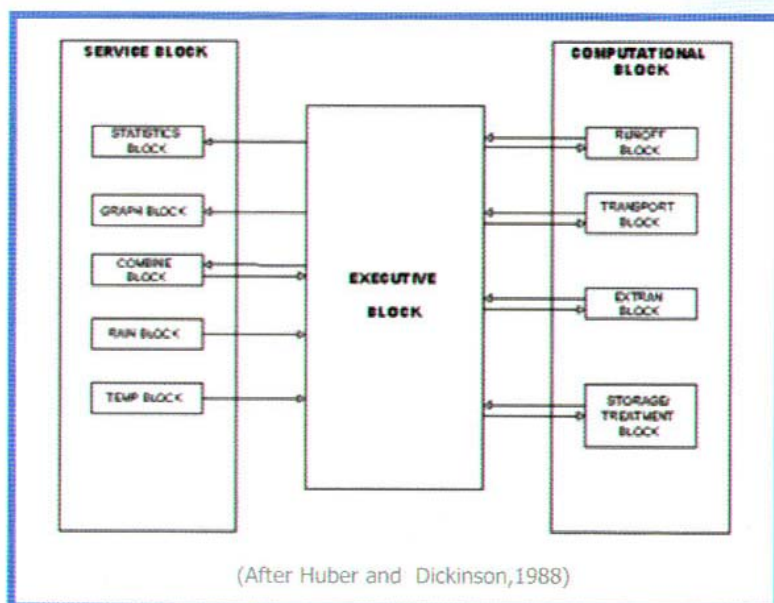 SERVICE BLOCK
STATISTICS
BLOCK
GRAPH BLOCK
COMBINE
BLOCK
RAIN BLOCK
TEMP BLOCK
EXECUTIVE
BLOCK
COMPUTATIONAL
BLOCK
RUNOFF
BLOCK
TRANSPORT
BLOCK
EXTRAN
BLOCK
STORAGE/
TREATMENT
BLOCK
(After Huber and Dickinson,1988)